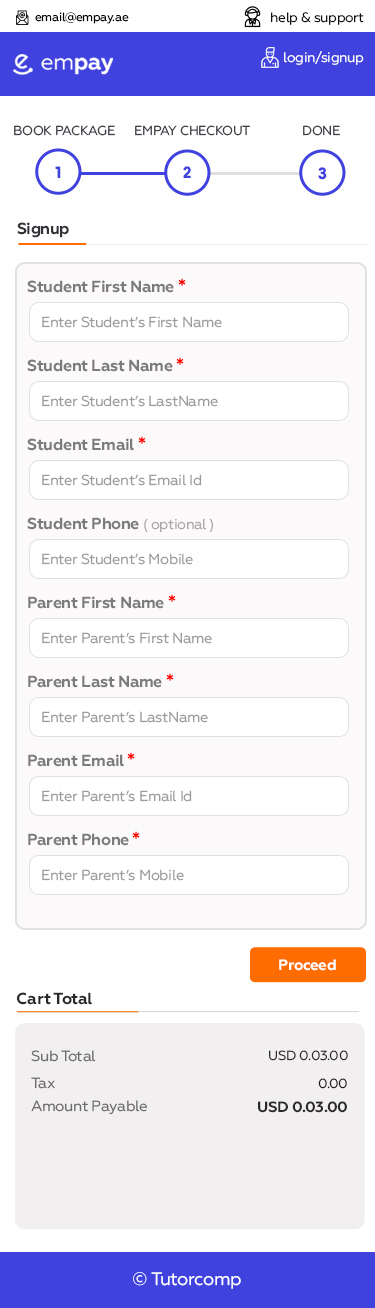 email@empay.ae help & support
empay login/signup
BOOK PACKAGE EMPAY CHECKOUT DONE
1 2 3
Signup
Student First Name *
Enter Student's First Name
Student Last Name *
Enter Student's LastName
Student Email *
Enter Student's Email Id
Student Phone ( optional )
Enter Student's Mobile
Parent First Name *
Enter Parent's First Name
Parent Last Name *
Enter Parent's LastName
Parent Email *
Enter Parent's Email Id
Parent Phone *
Enter Parent's Mobile
Proceed
Cart Total
Sub Total USD 0.03.00
Tax 0.00
Amount Payable USD 0.03.00
© Tutorcomp